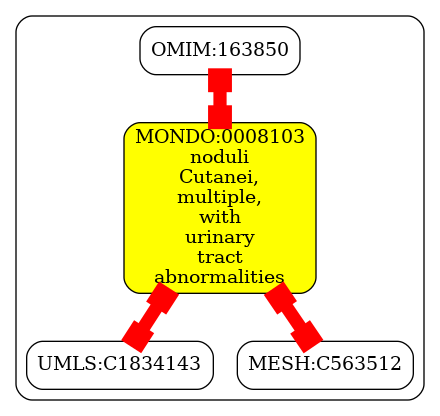 OMIM:163850
MONDO:0008103
noduli
Cutanei,
multiple,
with
urinary
tract
abnormalities
UMLS:C1834143
MESH:C563512